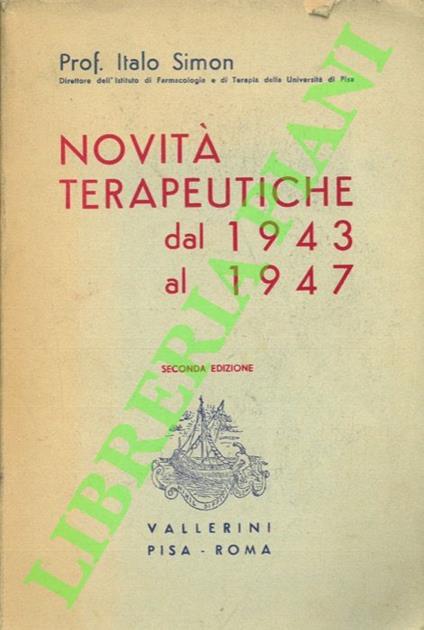 Prof. Italo Simon
Direttore dell'Istituto di Farmacologia e di Terapia della Università di Pisa
NOVITÀ
TERAPEUTICHE
dal 1943
al 1947
SECONDA EDIZIONE
VALLERINI
PISA - ROMA
LIBRERIA PIANI